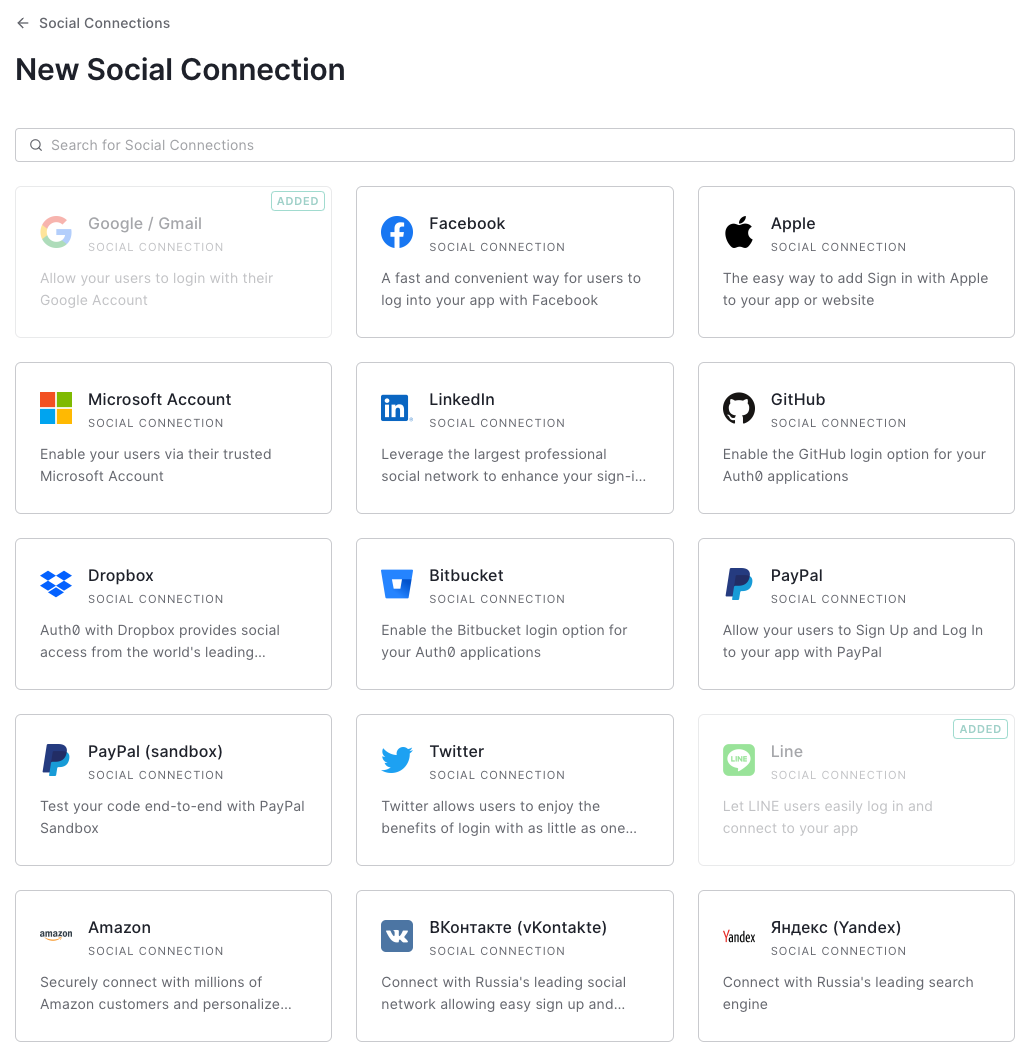 Social Connections
New Social Connection
Search for Social Connections
ADDED
Google / Gmail
SOCIAL CONNECTION
Allow your users to login with their
Google Account
Facebook
SOCIAL CONNECTION
A fast and convenient way for users to
log into your app with Facebook
Apple
SOCIAL CONNECTION
The easy way to add Sign in with Apple
to your app or website
Microsoft Account
SOCIAL CONNECTION
Enable your users via their trusted
Microsoft Account
in
LinkedIn
SOCIAL CONNECTION
Leverage the largest professional
social network to enhance your sign-i...
GitHub
SOCIAL CONNECTION
Enable the GitHub login option for your
Auth0 applications
Dropbox
SOCIAL CONNECTION
Auth0 with Dropbox provides social
access from the world's leading...
Bitbucket
SOCIAL CONNECTION
Enable the Bitbucket login option for
your Auth0 applications
PayPal
SOCIAL CONNECTION
Allow your users to Sign Up and Log In
to your app with PayPal
PayPal (sandbox)
SOCIAL CONNECTION
Test your code end-to-end with PayPal
Sandbox
Twitter
SOCIAL CONNECTION
Twitter allows users to enjoy the
benefits of login with as little as one...
ADDED
LINE
Line
SOCIAL CONNECTION
Let LINE users easily log in and
connect to your app
amazon
Amazon
SOCIAL CONNECTION
Securely connect with millions of
Amazon customers and personalize...
VK
ВКонтакте (vKontakte)
SOCIAL CONNECTION
Connect with Russia's leading social
network allowing easy sign up and...
Yandex
Яндекс (Yandex)
SOCIAL CONNECTION
Connect with Russia's leading search
engine